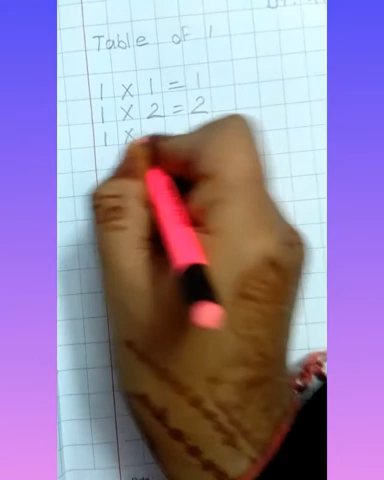 Table of 1
1 x 1 = 1
1 x 2 = 2
1 x